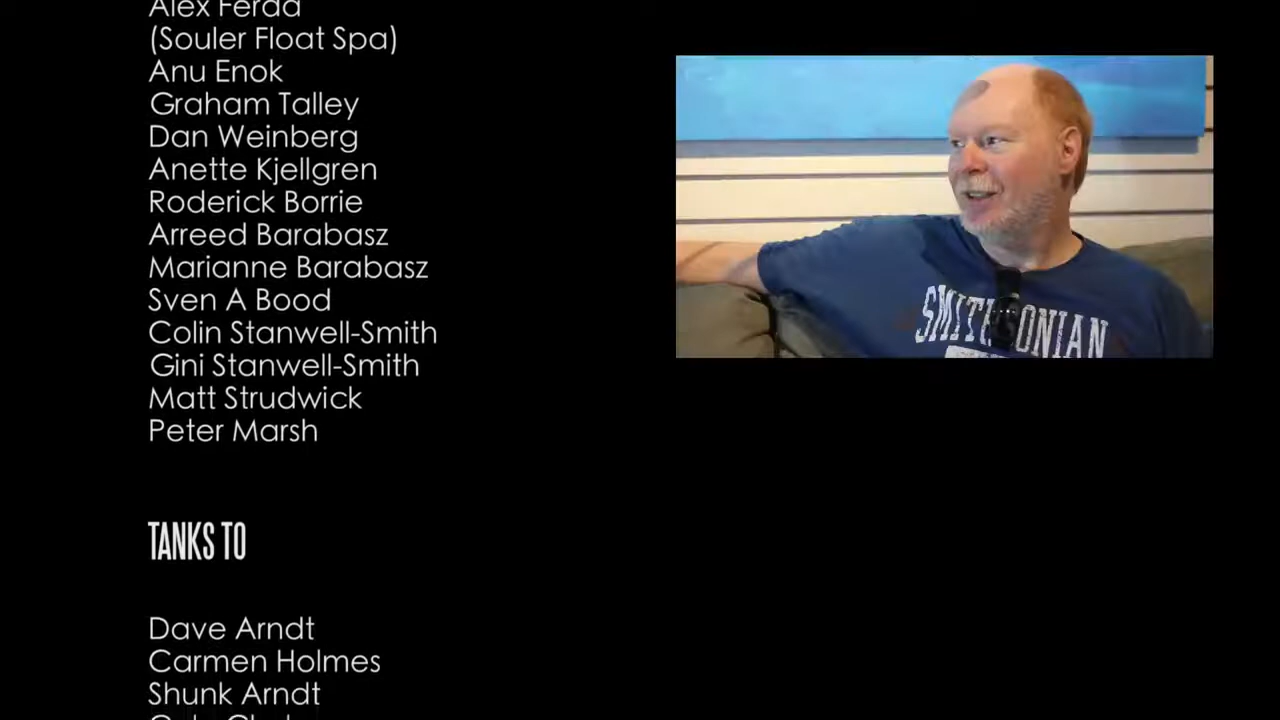 Alex Ferda
(Souler Float Spa)
Anu Enok
Graham Talley
Dan Weinberg
Anette Kjellgren
Roderick Borrie
Arreed Barabasz
Marianne Barabasz
Sven A Bood
Colin Stanwell-Smith
Gini Stanwell-Smith
Matt Strudwick
Peter Marsh
TANKS TO
Dave Arndt
Carmen Holmes
Shunk Arndt
SMITHSONIAN